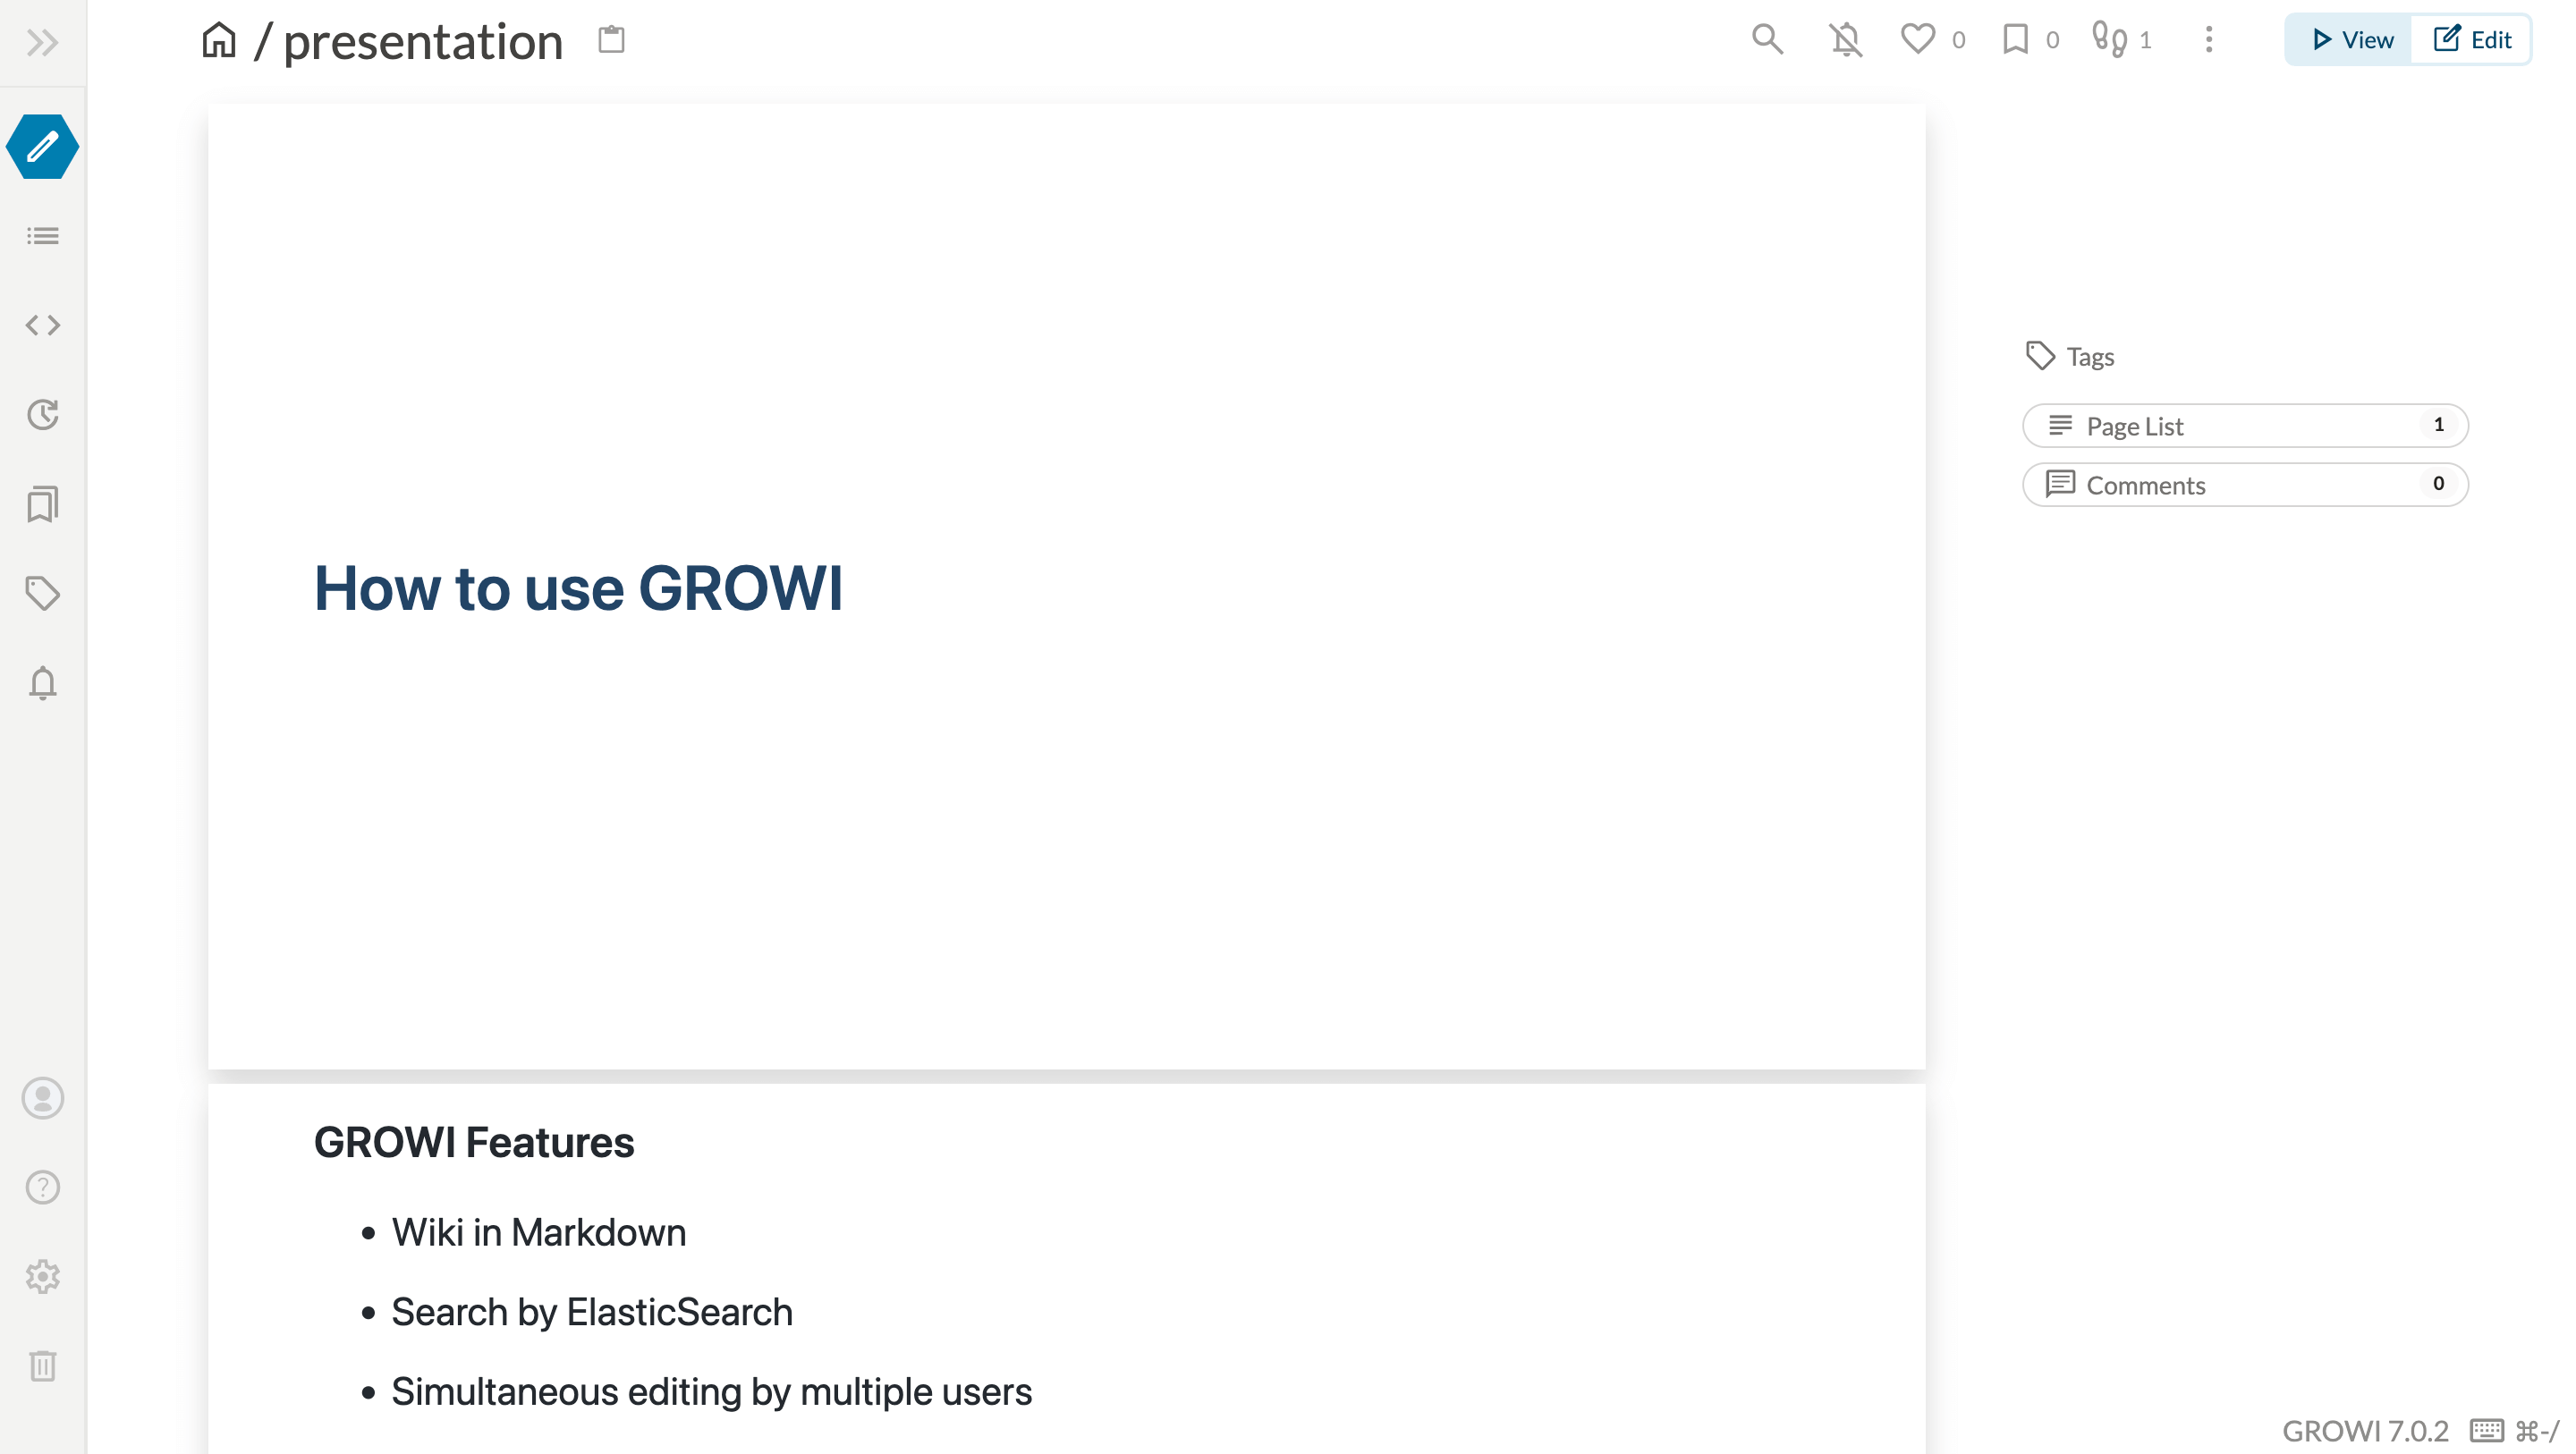 / presentation
0 0 1 View Edit
Tags
Page List 1
Comments 0
How to use GROWI
GROWI Features
• Wiki in Markdown
• Search by ElasticSearch
• Simultaneous editing by multiple users
GROWI 7.0.2 ⌘-/